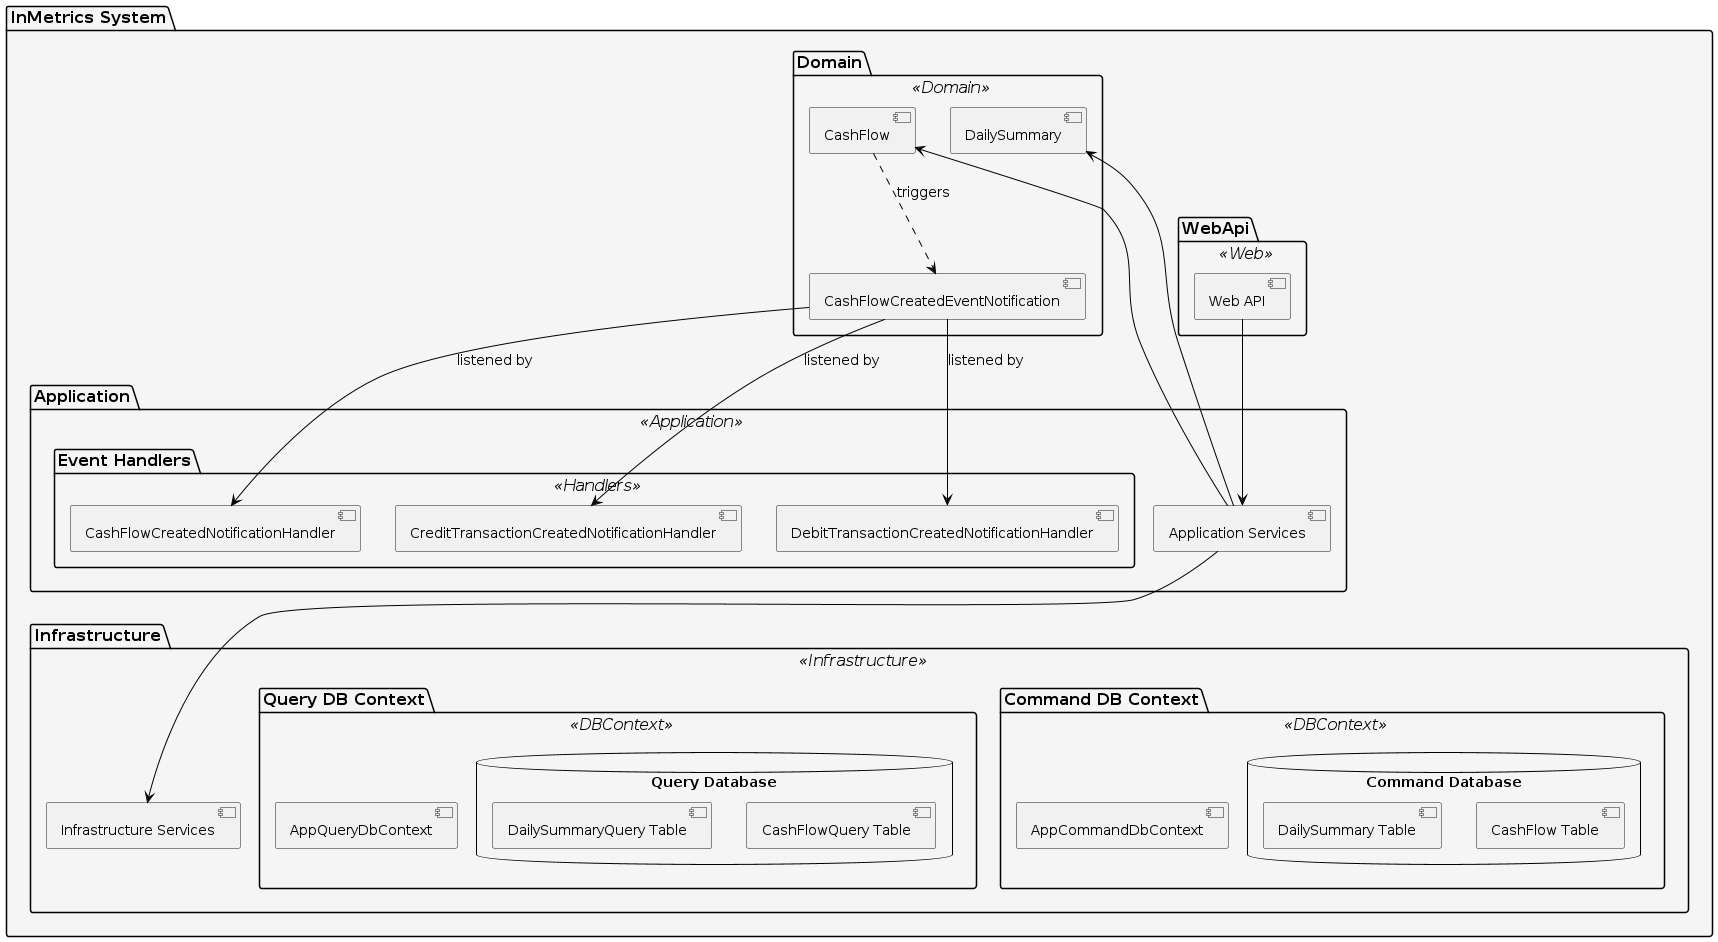 InMetrics System
Domain
«Domain»
CashFlow
DailySummary
triggers
WebApi
«Web»
Web API
CashFlowCreatedEventNotification
listened by
listened by
listened by
Application
«Application»
Event Handlers
«Handlers»
CashFlowCreatedNotificationHandler
CreditTransactionCreatedNotificationHandler
DebitTransactionCreatedNotificationHandler
Application Services
Infrastructure
«Infrastructure»
Query DB Context
«DBContext»
Query Database
Infrastructure Services
AppQueryDbContext
DailySummaryQuery Table
CashFlowQuery Table
Command DB Context
«DBContext»
Command Database
AppCommandDbContext
DailySummary Table
CashFlow Table